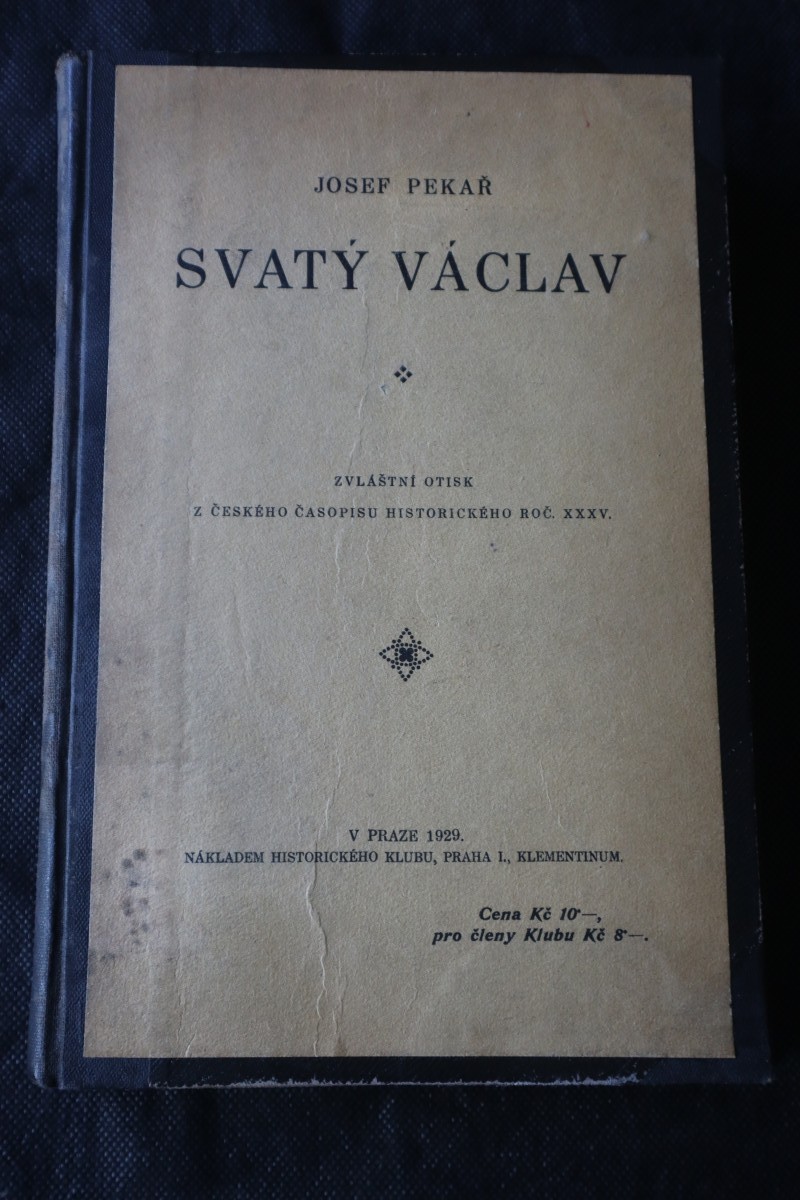 JOSEF PEKAŘ
SVATÝ VÁCLAV
ZVLÁŠTNÍ OTISK
Z ČESKÉHO ČASOPISU HISTORICKÉHO ROČ. XXXV.
V PRAZE 1929.
NÁKLADEM HISTORICKÉHO KLUBU, PRAHA I., KLEMENTINUM.
Cena Kč 10·—,
pro členy Klubu Kč 8·—.